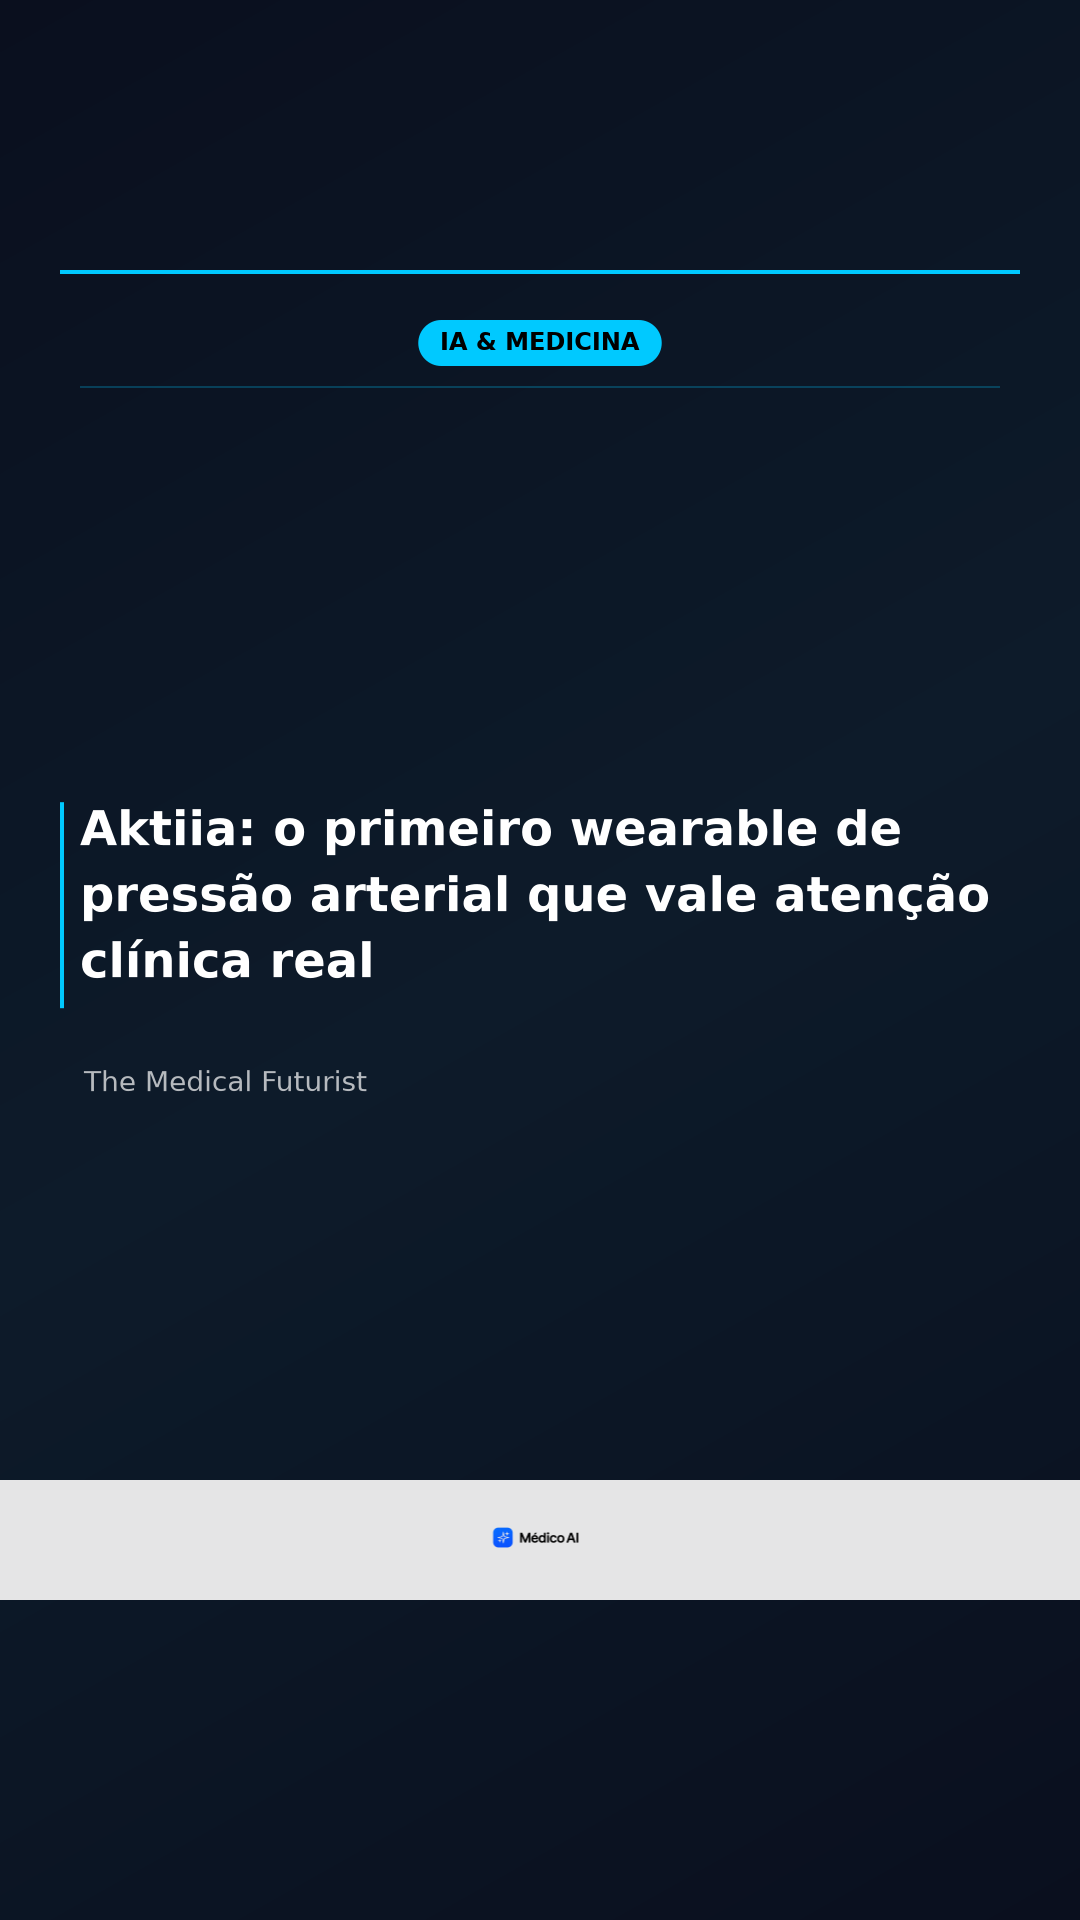 IA & MEDICINA
Aktiia: o primeiro wearable de
pressão arterial que vale atenção
clínica real
The Medical Futurist
Médico AI